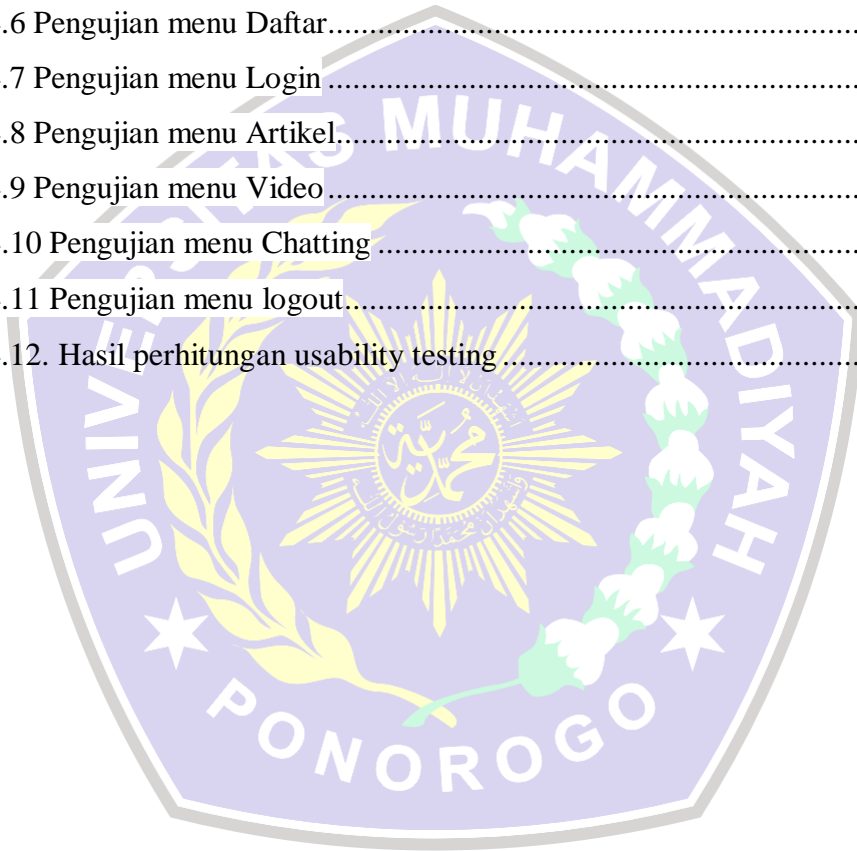 .6 Pengujian menu Daftar
.7 Pengujian menu Login
.8 Pengujian menu Artikel
.9 Pengujian menu Video
.10 Pengujian menu Chatting
.11 Pengujian menu logout
.12. Hasil perhitungan usability testing
UNIVERSITAS MUHAMMADIYAH
PONOROGO